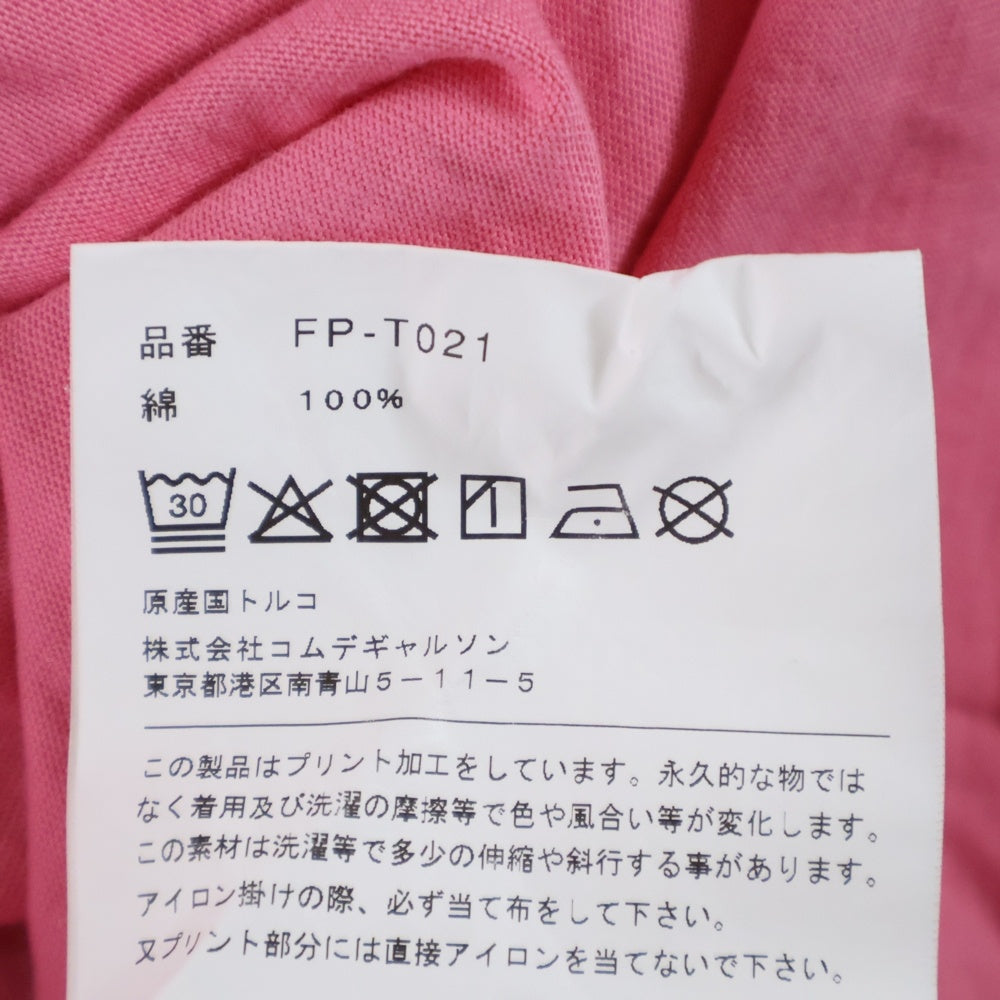 品番 FP-T021
綿 100%
30
原産国トルコ
株式会社コムデギャルソン
東京都港区南青山5-11-5
この製品はプリント加工をしています。永久的な物では
なく着用及び洗濯の摩擦等で色や風合い等が変化します。
この素材は洗濯等で多少の伸縮や斜行する事があります。
アイロン掛けの際、必ず当て布をして下さい。
又プリント部分には直接アイロンを当てないで下さい。